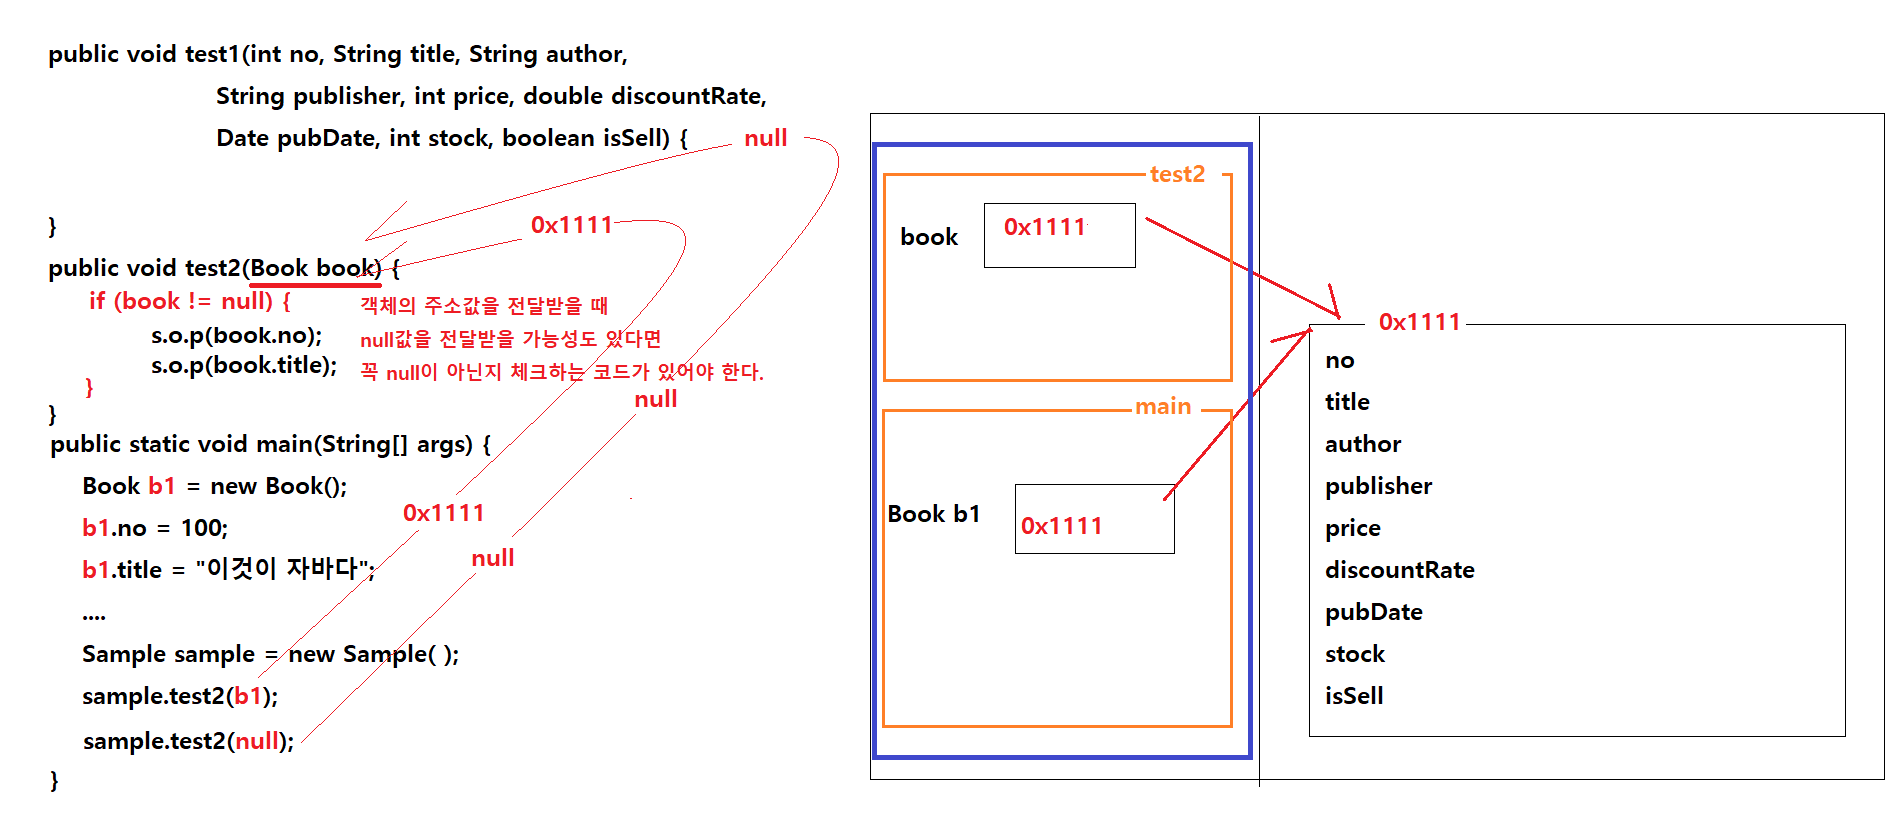 public void test1(int no, String title, String author,
String publisher, int price, double discountRate,
Date pubDate, int stock, boolean isSell) {
null
}
0x1111
public void test2(Book book) {
if (book != null) {
객체의 주소값을 전달받을 때
s.o.p(book.no);
null값을 전달받을 가능성도 있다면
s.o.p(book.title);
꼭 null이 아닌지 체크하는 코드가 있어야 한다.
}
null
}
public static void main(String[] args) {
Book b1 = new Book();
b1.no = 100;
0x1111
b1.title = "이것이 자바다";
null
....
Sample sample = new Sample( );
sample.test2(b1);
sample.test2(null);
}
test2
book
0x1111
main
Book b1
0x1111
0x1111
no
title
author
publisher
price
discountRate
pubDate
stock
isSell